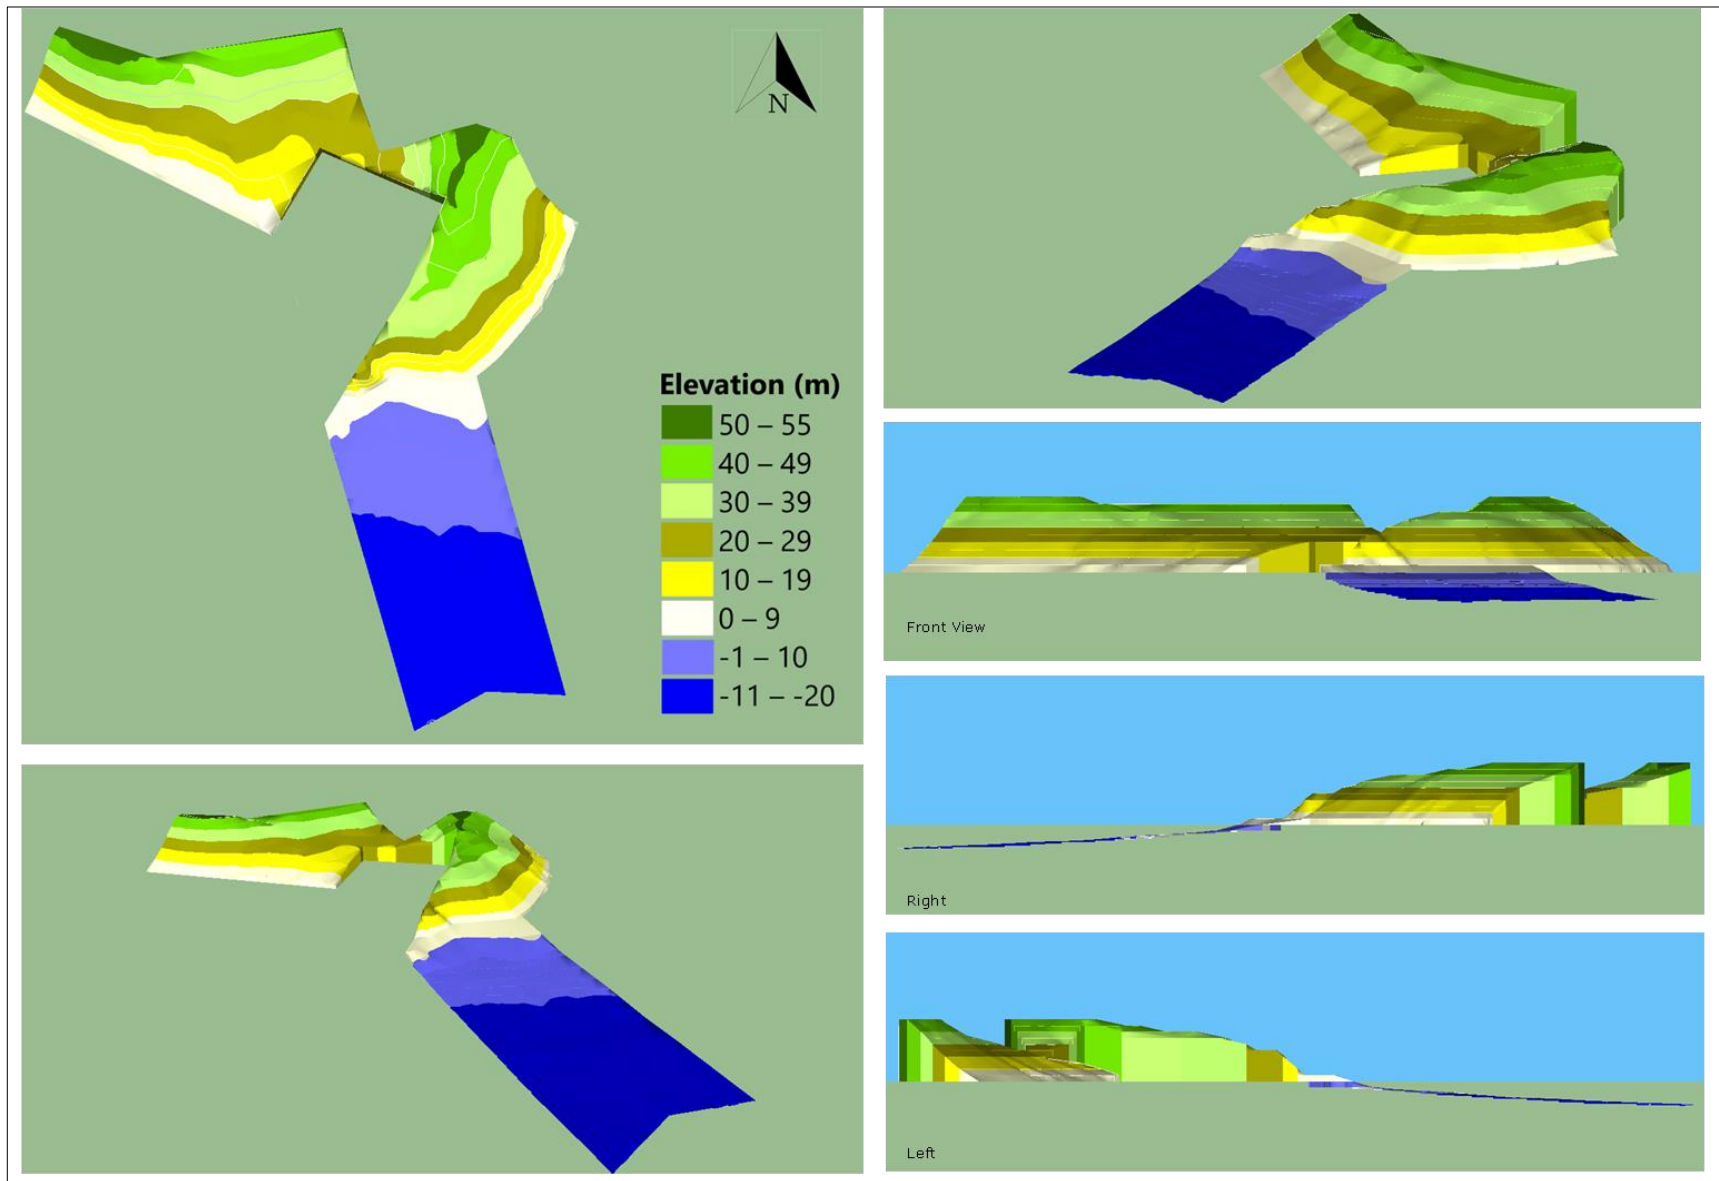 N
Elevation (m)
50 – 55
40 – 49
30 – 39
20 – 29
10 – 19
0 – 9
-1 – 10
-11 – -20
Front View
Right
Left